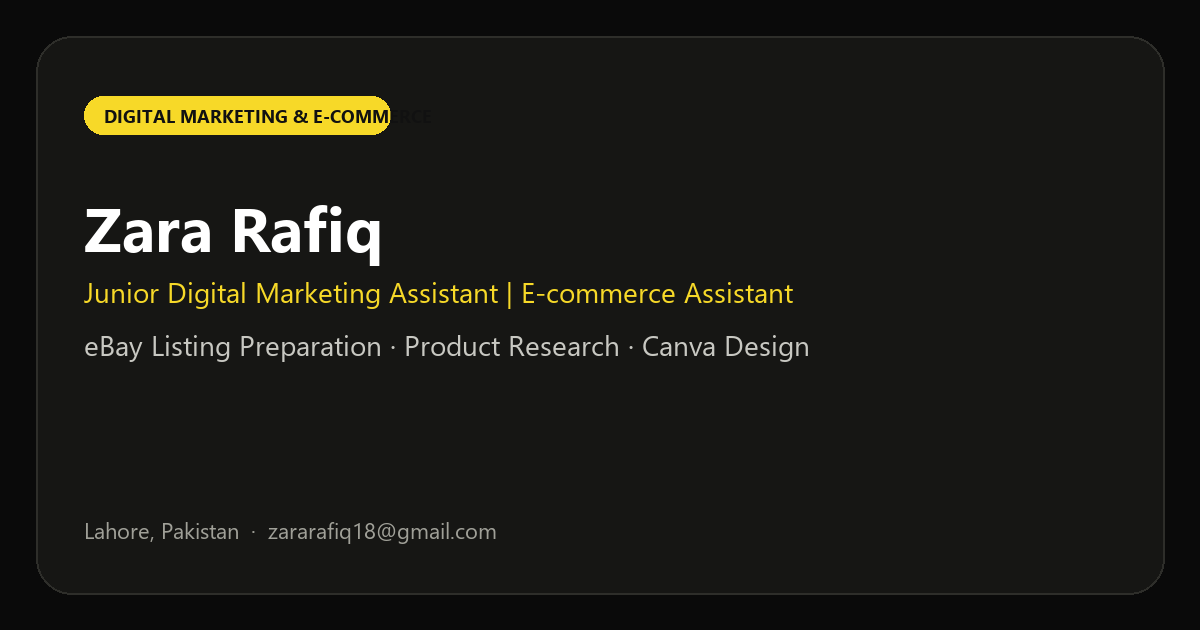 DIGITAL MARKETING & E-COMMERCE
Zara Rafiq
Junior Digital Marketing Assistant | E-commerce Assistant
eBay Listing Preparation · Product Research · Canva Design
Lahore, Pakistan · zararafiq18@gmail.com